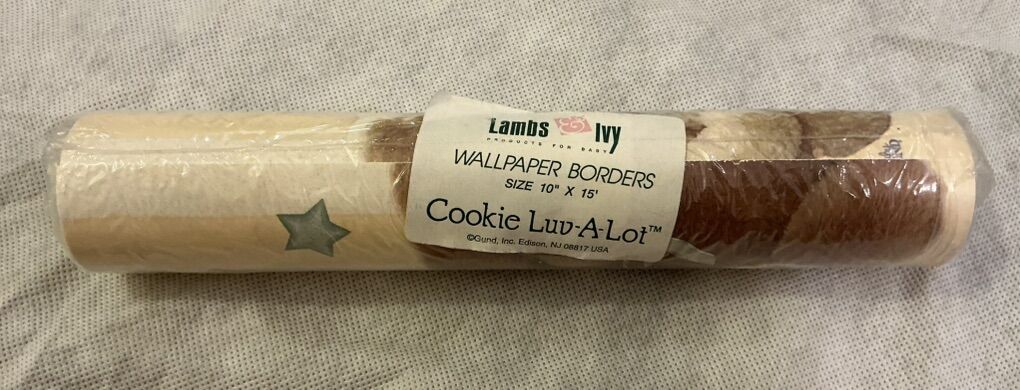 Lambs Ivy
PRODUCTS FOR BABY
WALLPAPER BORDERS
SIZE 10" X 15'
Cookie Luv-A-Lot™
©Gund, Inc. Edison, NJ 08817 USA